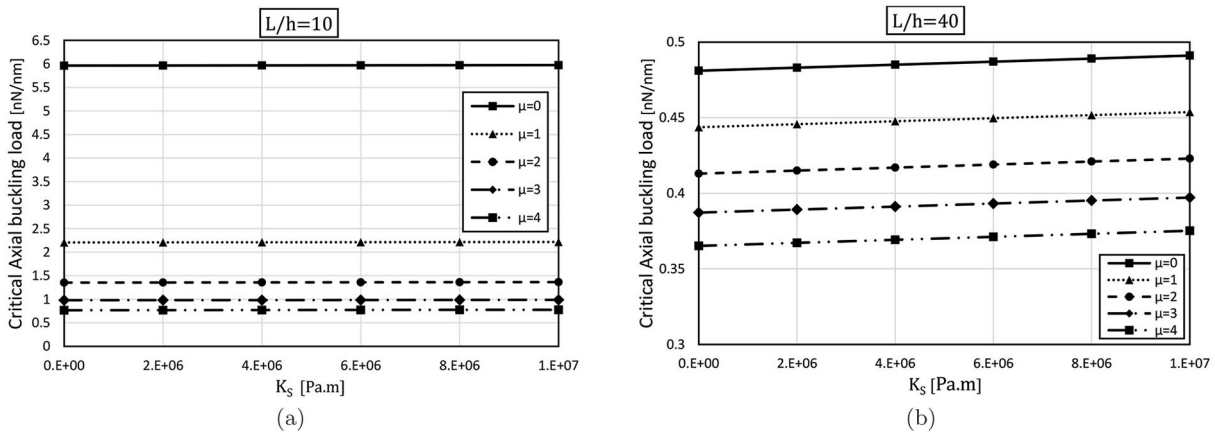 L/h=10
Critical Axial buckling load [nN/nm]
6.5
6
5.5
5
4.5
4
3.5
3
2.5
2
1.5
1
0.5
0
μ=0
μ=1
μ=2
μ=3
μ=4
0.E+00 2.E+06 4.E+06 6.E+06 8.E+06 1.E+07
K_S [Pa.m]
(a)
L/h=40
Critical Axial buckling load [nN/nm]
0.5
0.45
0.4
0.35
0.3
μ=0
μ=1
μ=2
μ=3
μ=4
0.E+00 2.E+06 4.E+06 6.E+06 8.E+06 1.E+07
K_S [Pa.m]
(b)